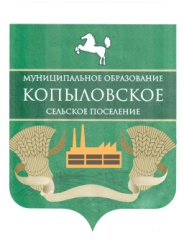 МУНИЦИПАЛЬНОЕ ОБРАЗОВАНИЕ
КОПЫЛОВСКОЕ
СЕЛЬСКОЕ ПОСЕЛЕНИЕ